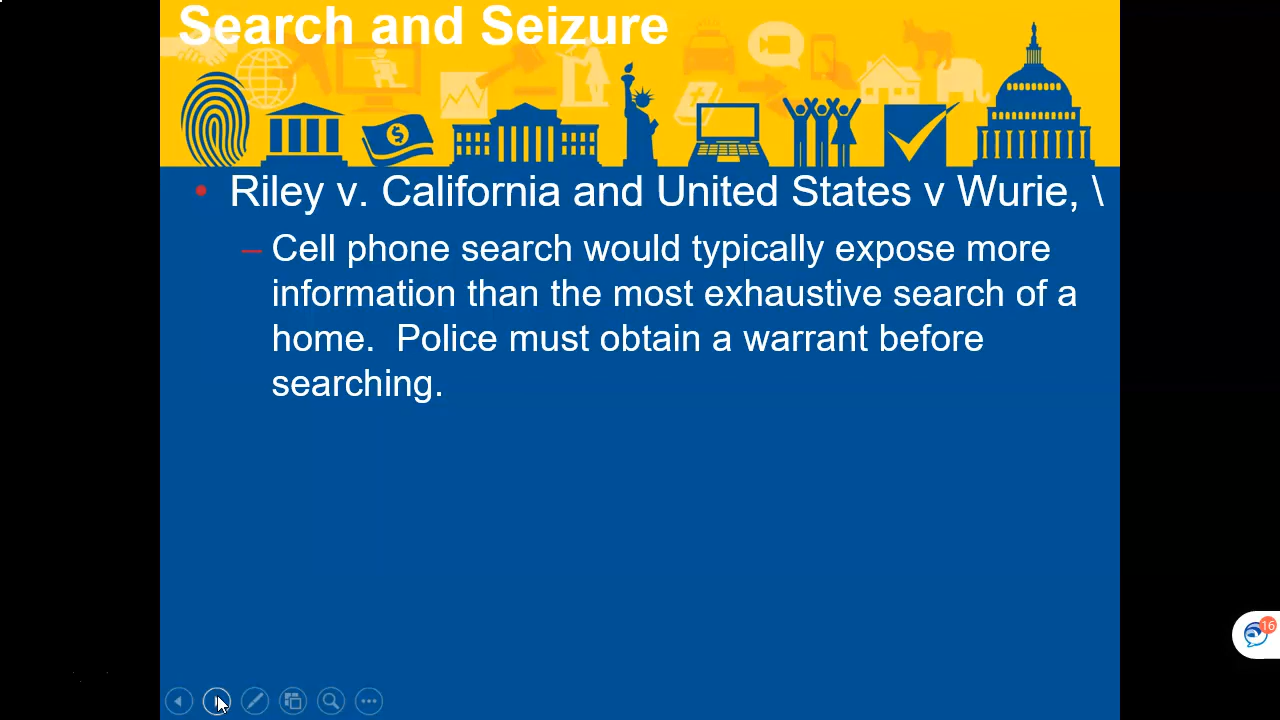 Search and Seizure
• Riley v. California and United States v Wurie, \
– Cell phone search would typically expose more
information than the most exhaustive search of a
home.  Police must obtain a warrant before
searching.
16